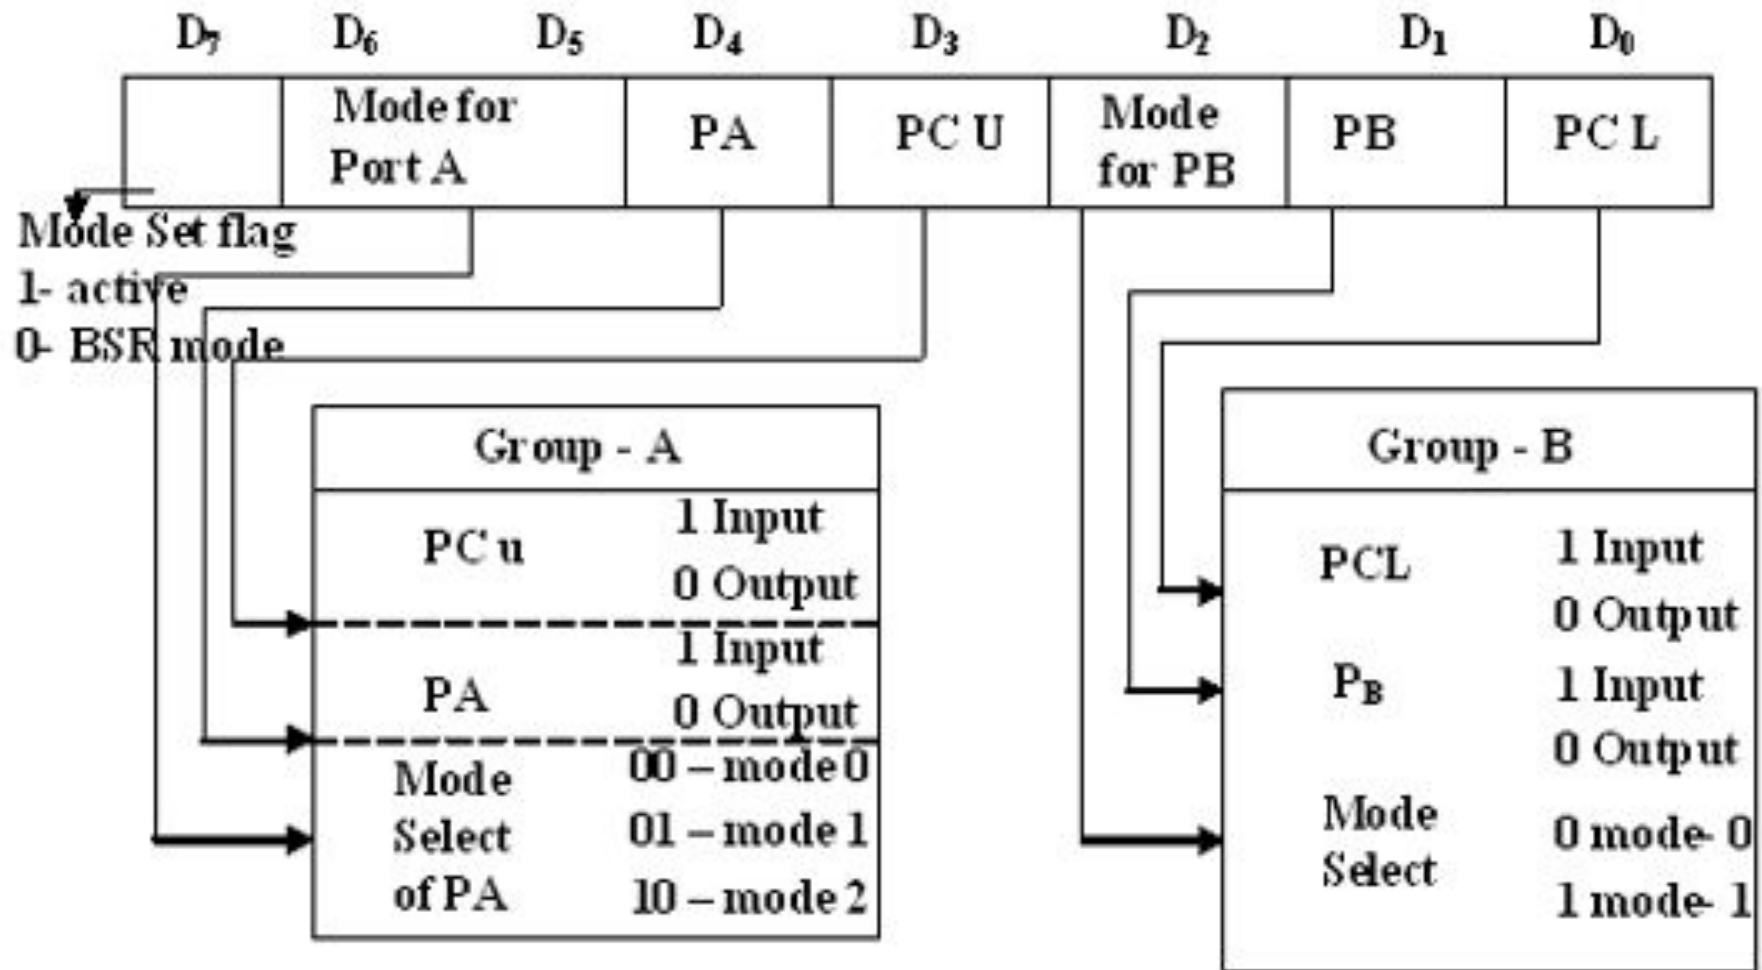 D₇ D₆ D₅ D₄ D₃ D₂ D₁ D₀
Mode for
Port A
PA
PC U
Mode
for PB
PB
PC L
Mode Set flag
1- active
0- BSR mode
Group - A
PC u
1 Input
0 Output
PA
1 Input
0 Output
Mode
Select
of PA
00 – mode 0
01 – mode 1
10 – mode 2
Group - B
PCL
1 Input
0 Output
P_B
1 Input
0 Output
Mode
Select
0 mode- 0
1 mode- 1